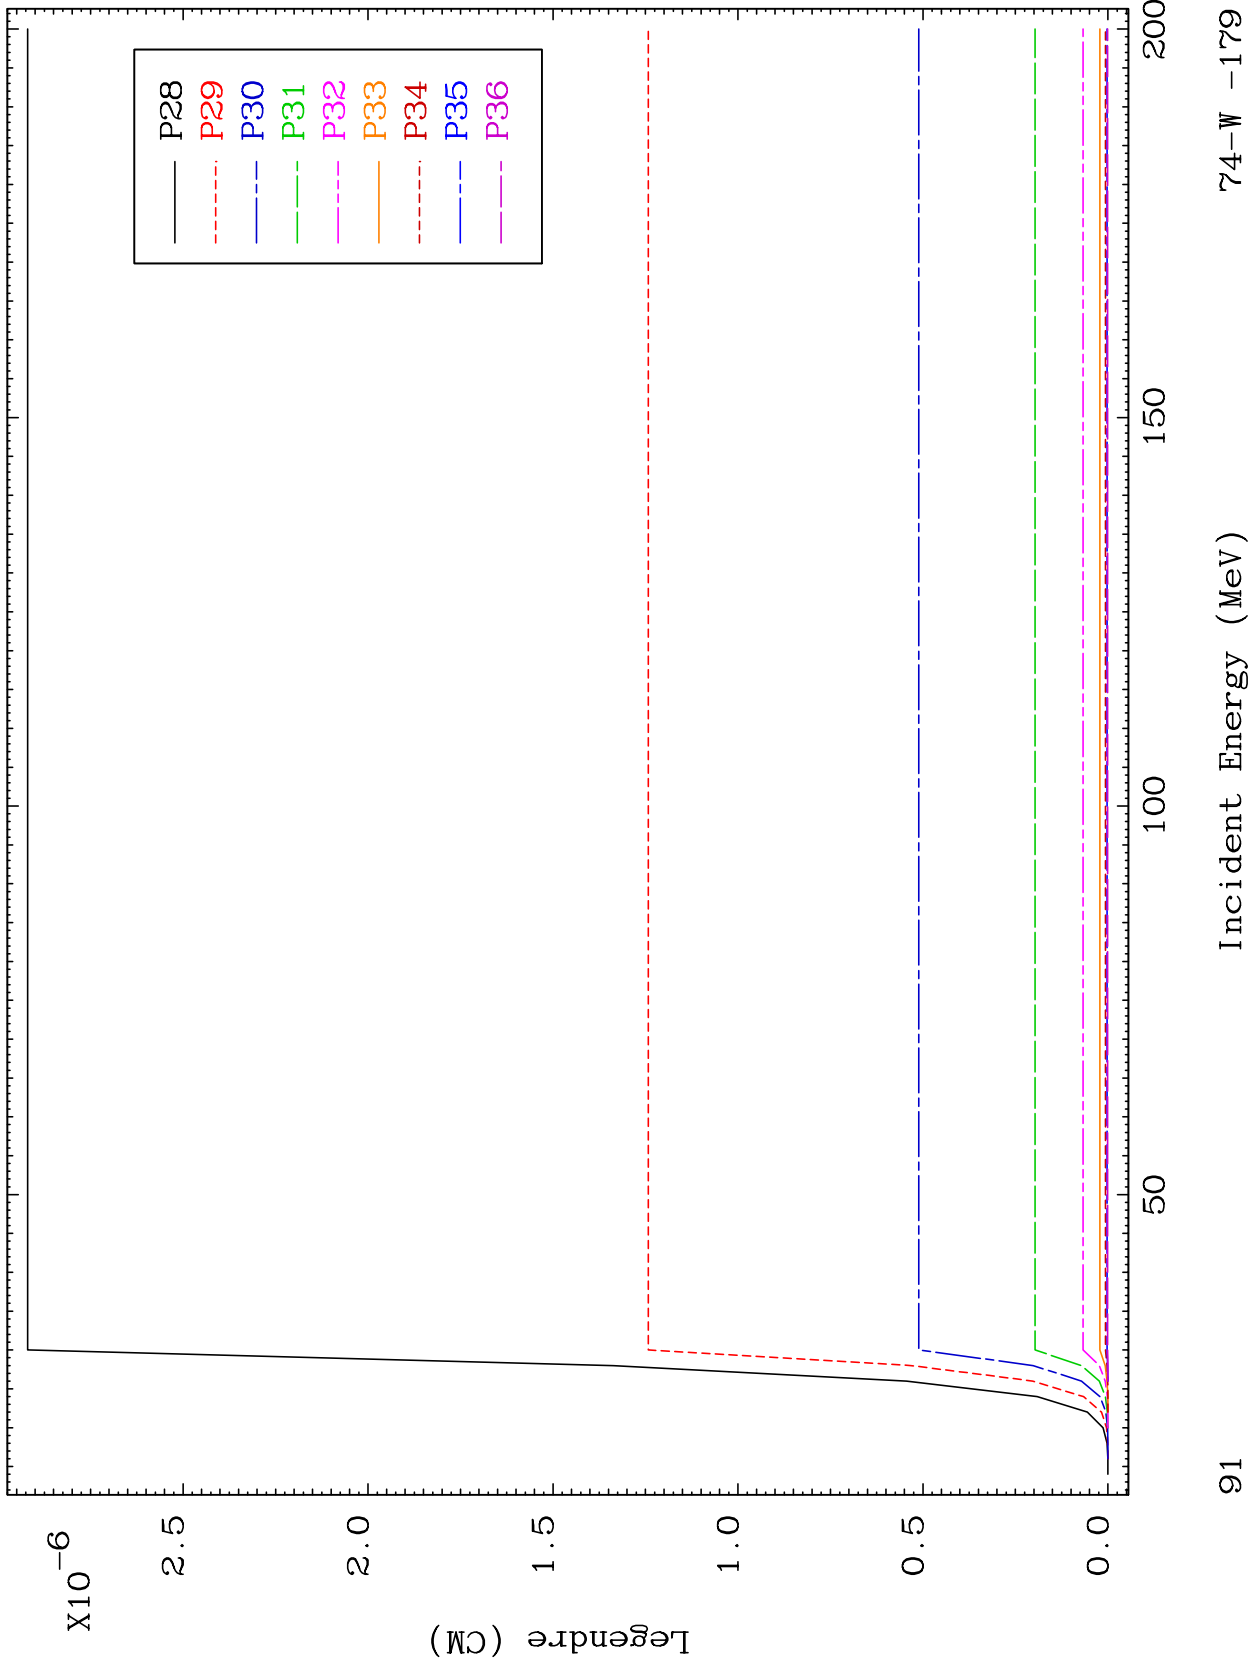 X10-6
2.5
2.0
1.5
1.0
0.5
0.0
Legendre (CM)
P28
P29
P30
P31
P32
P33
P34
P35
P36
50
100
150
200
91
Incident Energy (MeV)
74-W -179